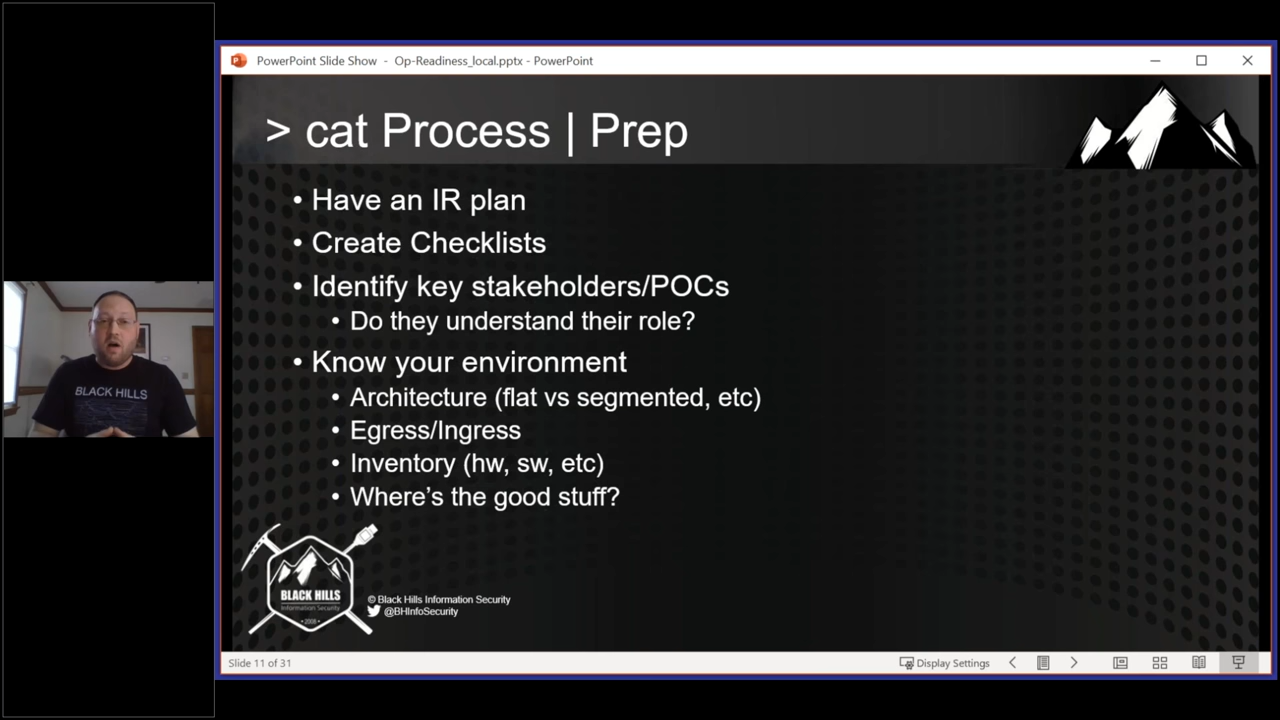 PowerPoint Slide Show - Op-Readiness_local.pptx - PowerPoint
> cat Process | Prep
• Have an IR plan
• Create Checklists
• Identify key stakeholders/POCs
• Do they understand their role?
• Know your environment
• Architecture (flat vs segmented, etc)
• Egress/Ingress
• Inventory (hw, sw, etc)
• Where's the good stuff?
BLACK HILLS
BLACK HILLS
Information Security
• 2008 •
© Black Hills Information Security
@BHInfoSecurity
Slide 11 of 31
Display Settings